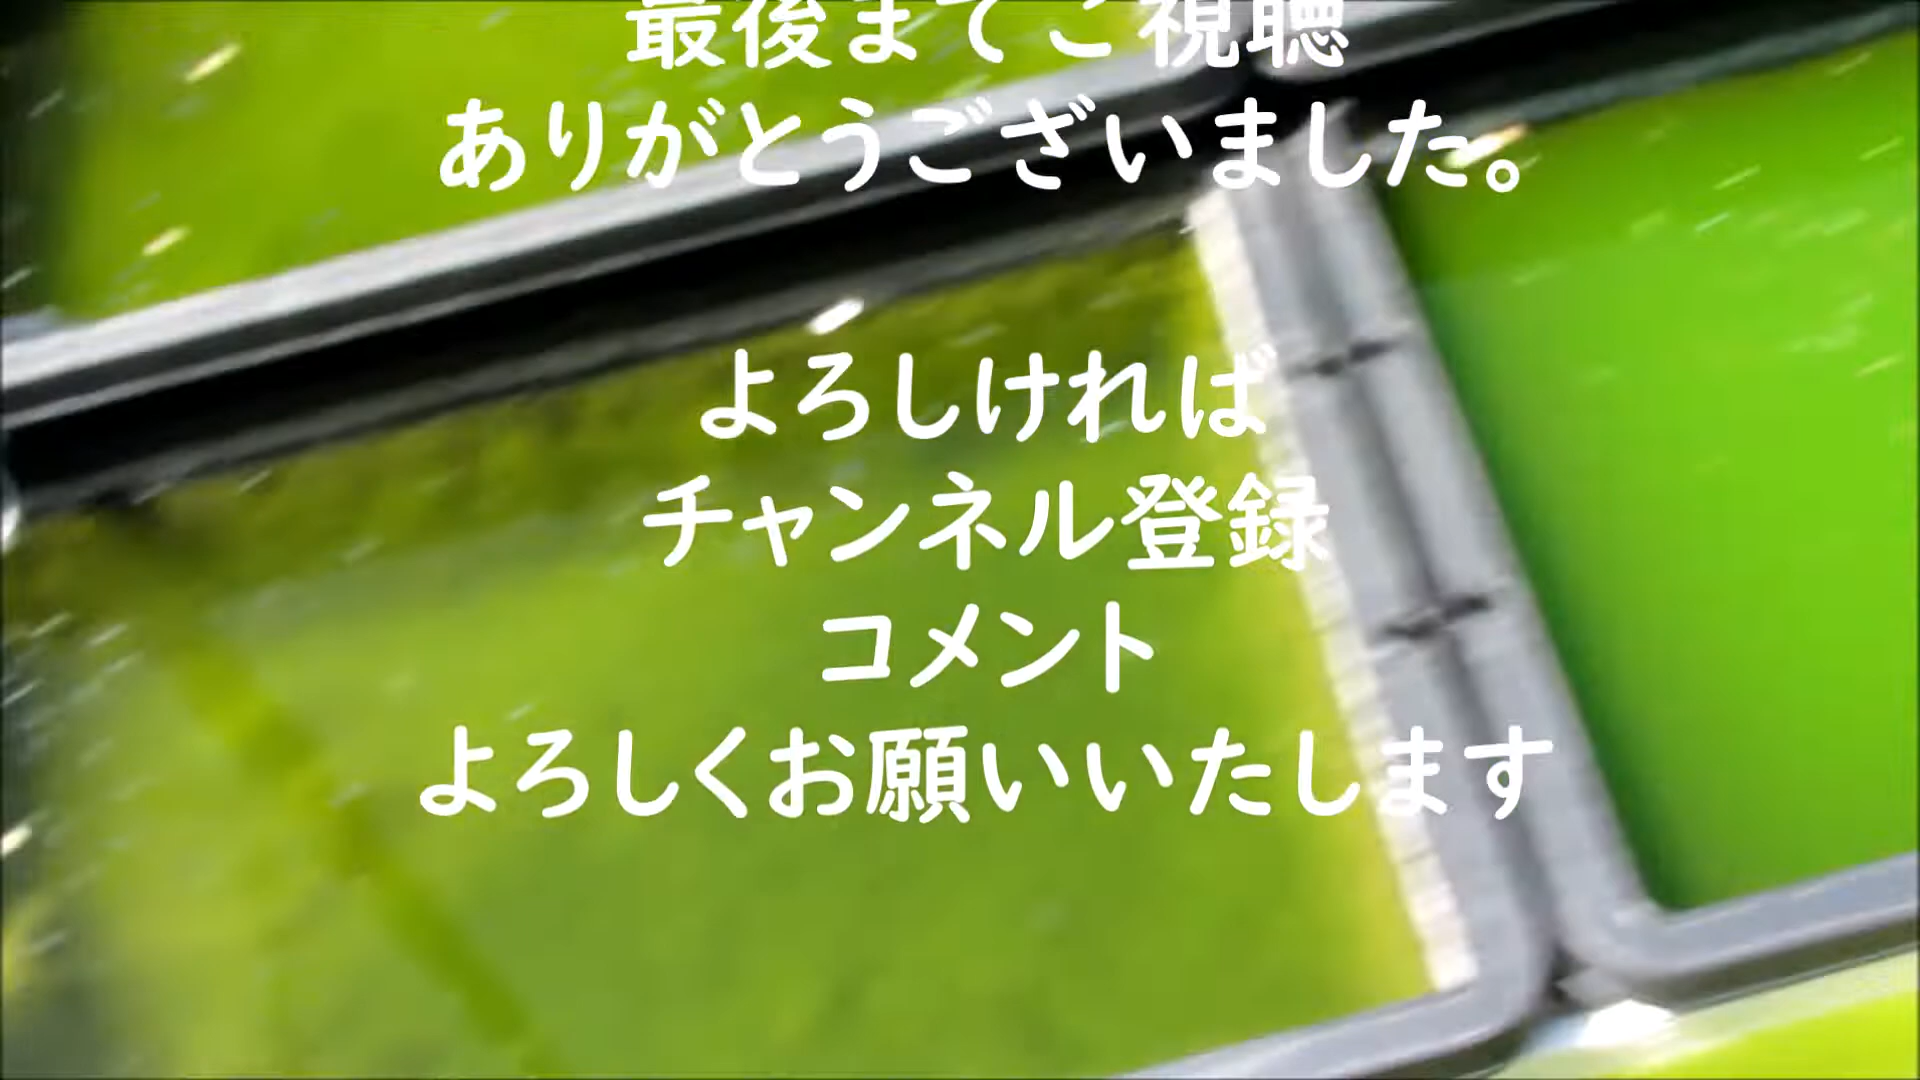 最後までご視聴
ありがとうございました。
よろしければ
チャンネル登録
コメント
よろしくお願いいたします